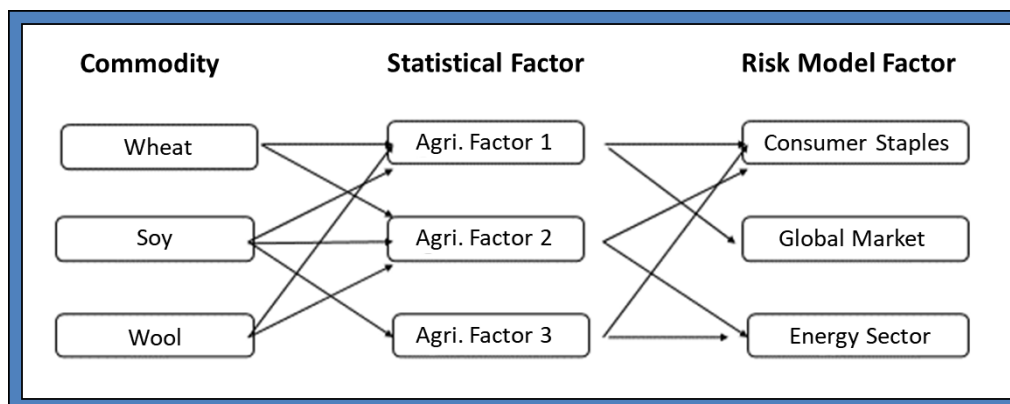 Commodity Statistical Factor Risk Model Factor
Wheat Agri. Factor 1 Consumer Staples
Soy Agri. Factor 2 Global Market
Wool Agri. Factor 3 Energy Sector